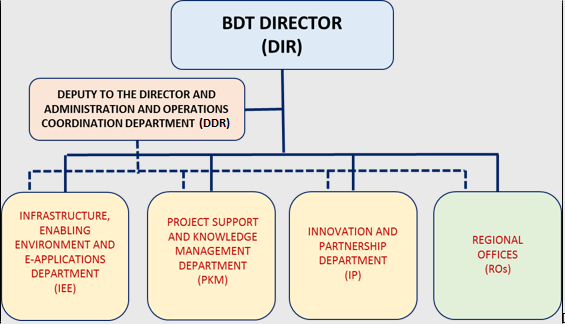 BDT DIRECTOR
(DIR)
DEPUTY TO THE DIRECTOR AND
ADMINISTRATION AND OPERATIONS
COORDINATION DEPARTMENT (DDR)
INFRASTRUCTURE,
ENABLING
ENVIRONMENT AND
E-APPLICATIONS
DEPARTMENT
(IEE)
PROJECT SUPPORT
AND KNOWLEDGE
MANAGEMENT
DEPARTMENT
(PKM)
INNOVATION AND
PARTNERSHIP
DEPARTMENT
(IP)
REGIONAL
OFFICES
(ROs)